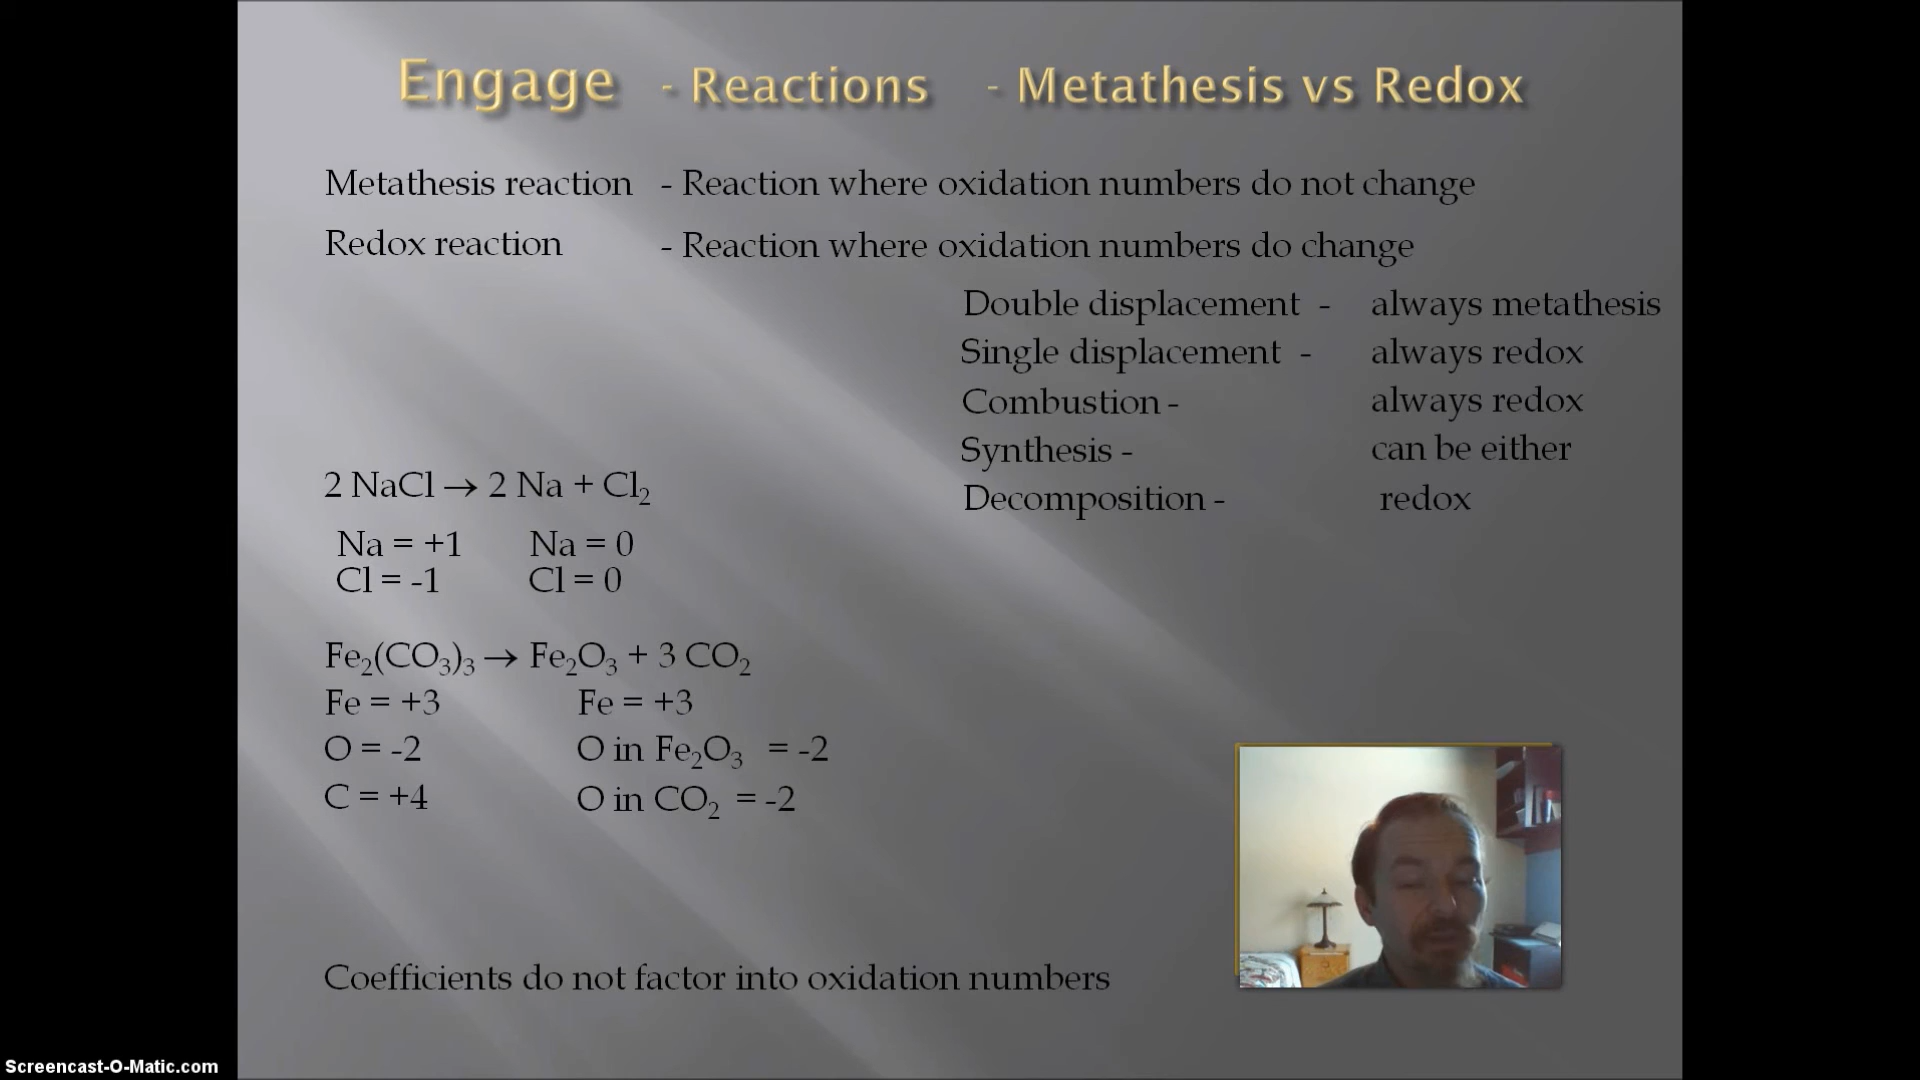 Engage - Reactions - Metathesis vs Redox
Metathesis reaction - Reaction where oxidation numbers do not change
Redox reaction - Reaction where oxidation numbers do change
Double displacement - always metathesis
Single displacement - always redox
Combustion - always redox
Synthesis - can be either
Decomposition - redox
2 NaCl → 2 Na + Cl₂
Na = +1 Na = 0
Cl = -1 Cl = 0
Fe₂(CO₃)₃ → Fe₂O₃ + 3 CO₂
Fe = +3 Fe = +3
O = -2 O in Fe₂O₃ = -2
C = +4 O in CO₂ = -2
Coefficients do not factor into oxidation numbers
Screencast-O-Matic.com